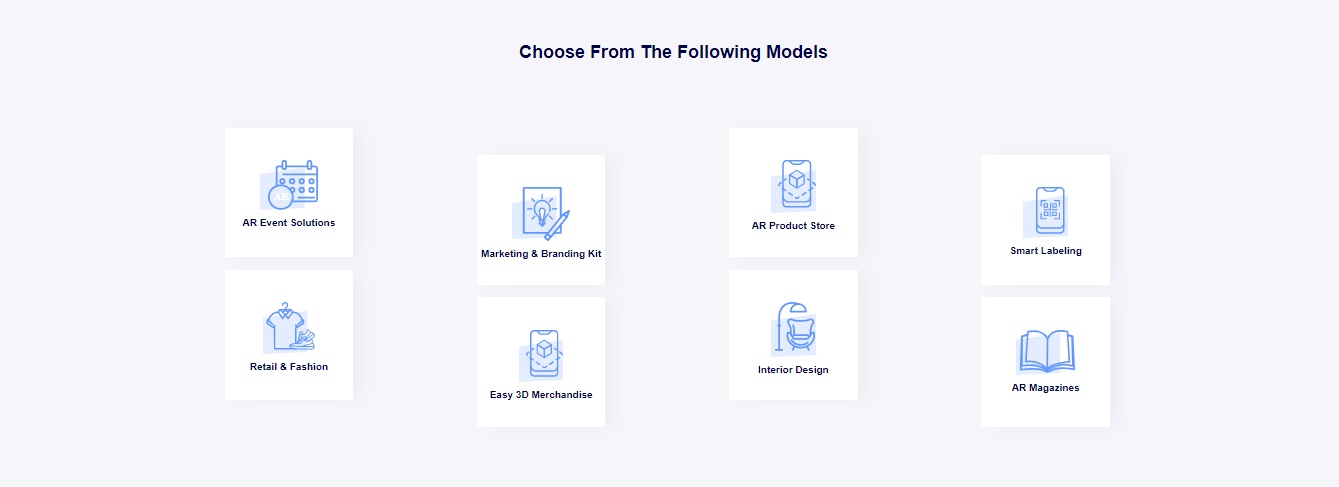 Choose From The Following Models
AR Event Solutions
Marketing & Branding Kit
AR Product Store
Smart Labeling
Retail & Fashion
Easy 3D Merchandise
Interior Design
AR Magazines